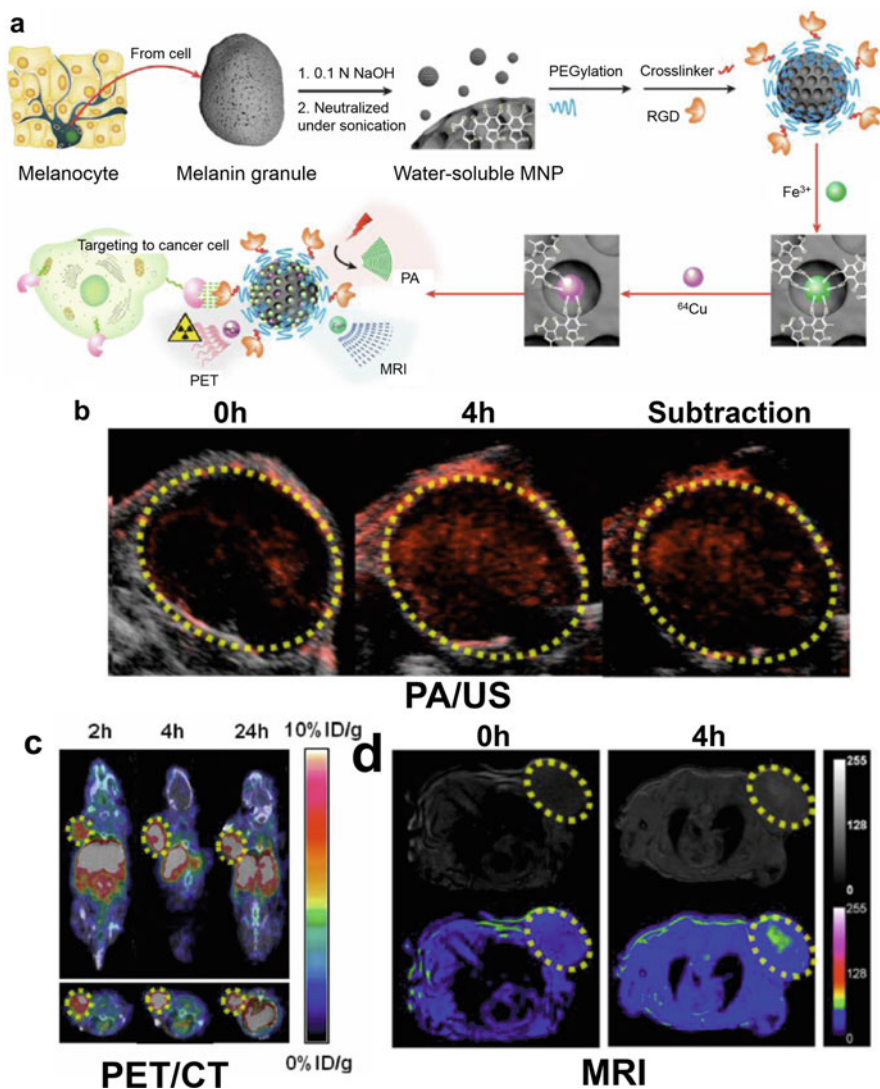 a
From cell
1. 0.1 N NaOH
2. Neutralized
under sonication
PEGylation
Crosslinker
RGD
Melanocyte
Melanin granule
Water-soluble MNP
Fe³⁺
Targeting to cancer cell
PA
⁶⁴Cu
PET
MRI
b
0h
4h
Subtraction
PA/US
c
2h
4h
24h
10% ID/g
0% ID/g
PET/CT
d
0h
4h
255
128
0
255
128
0
MRI